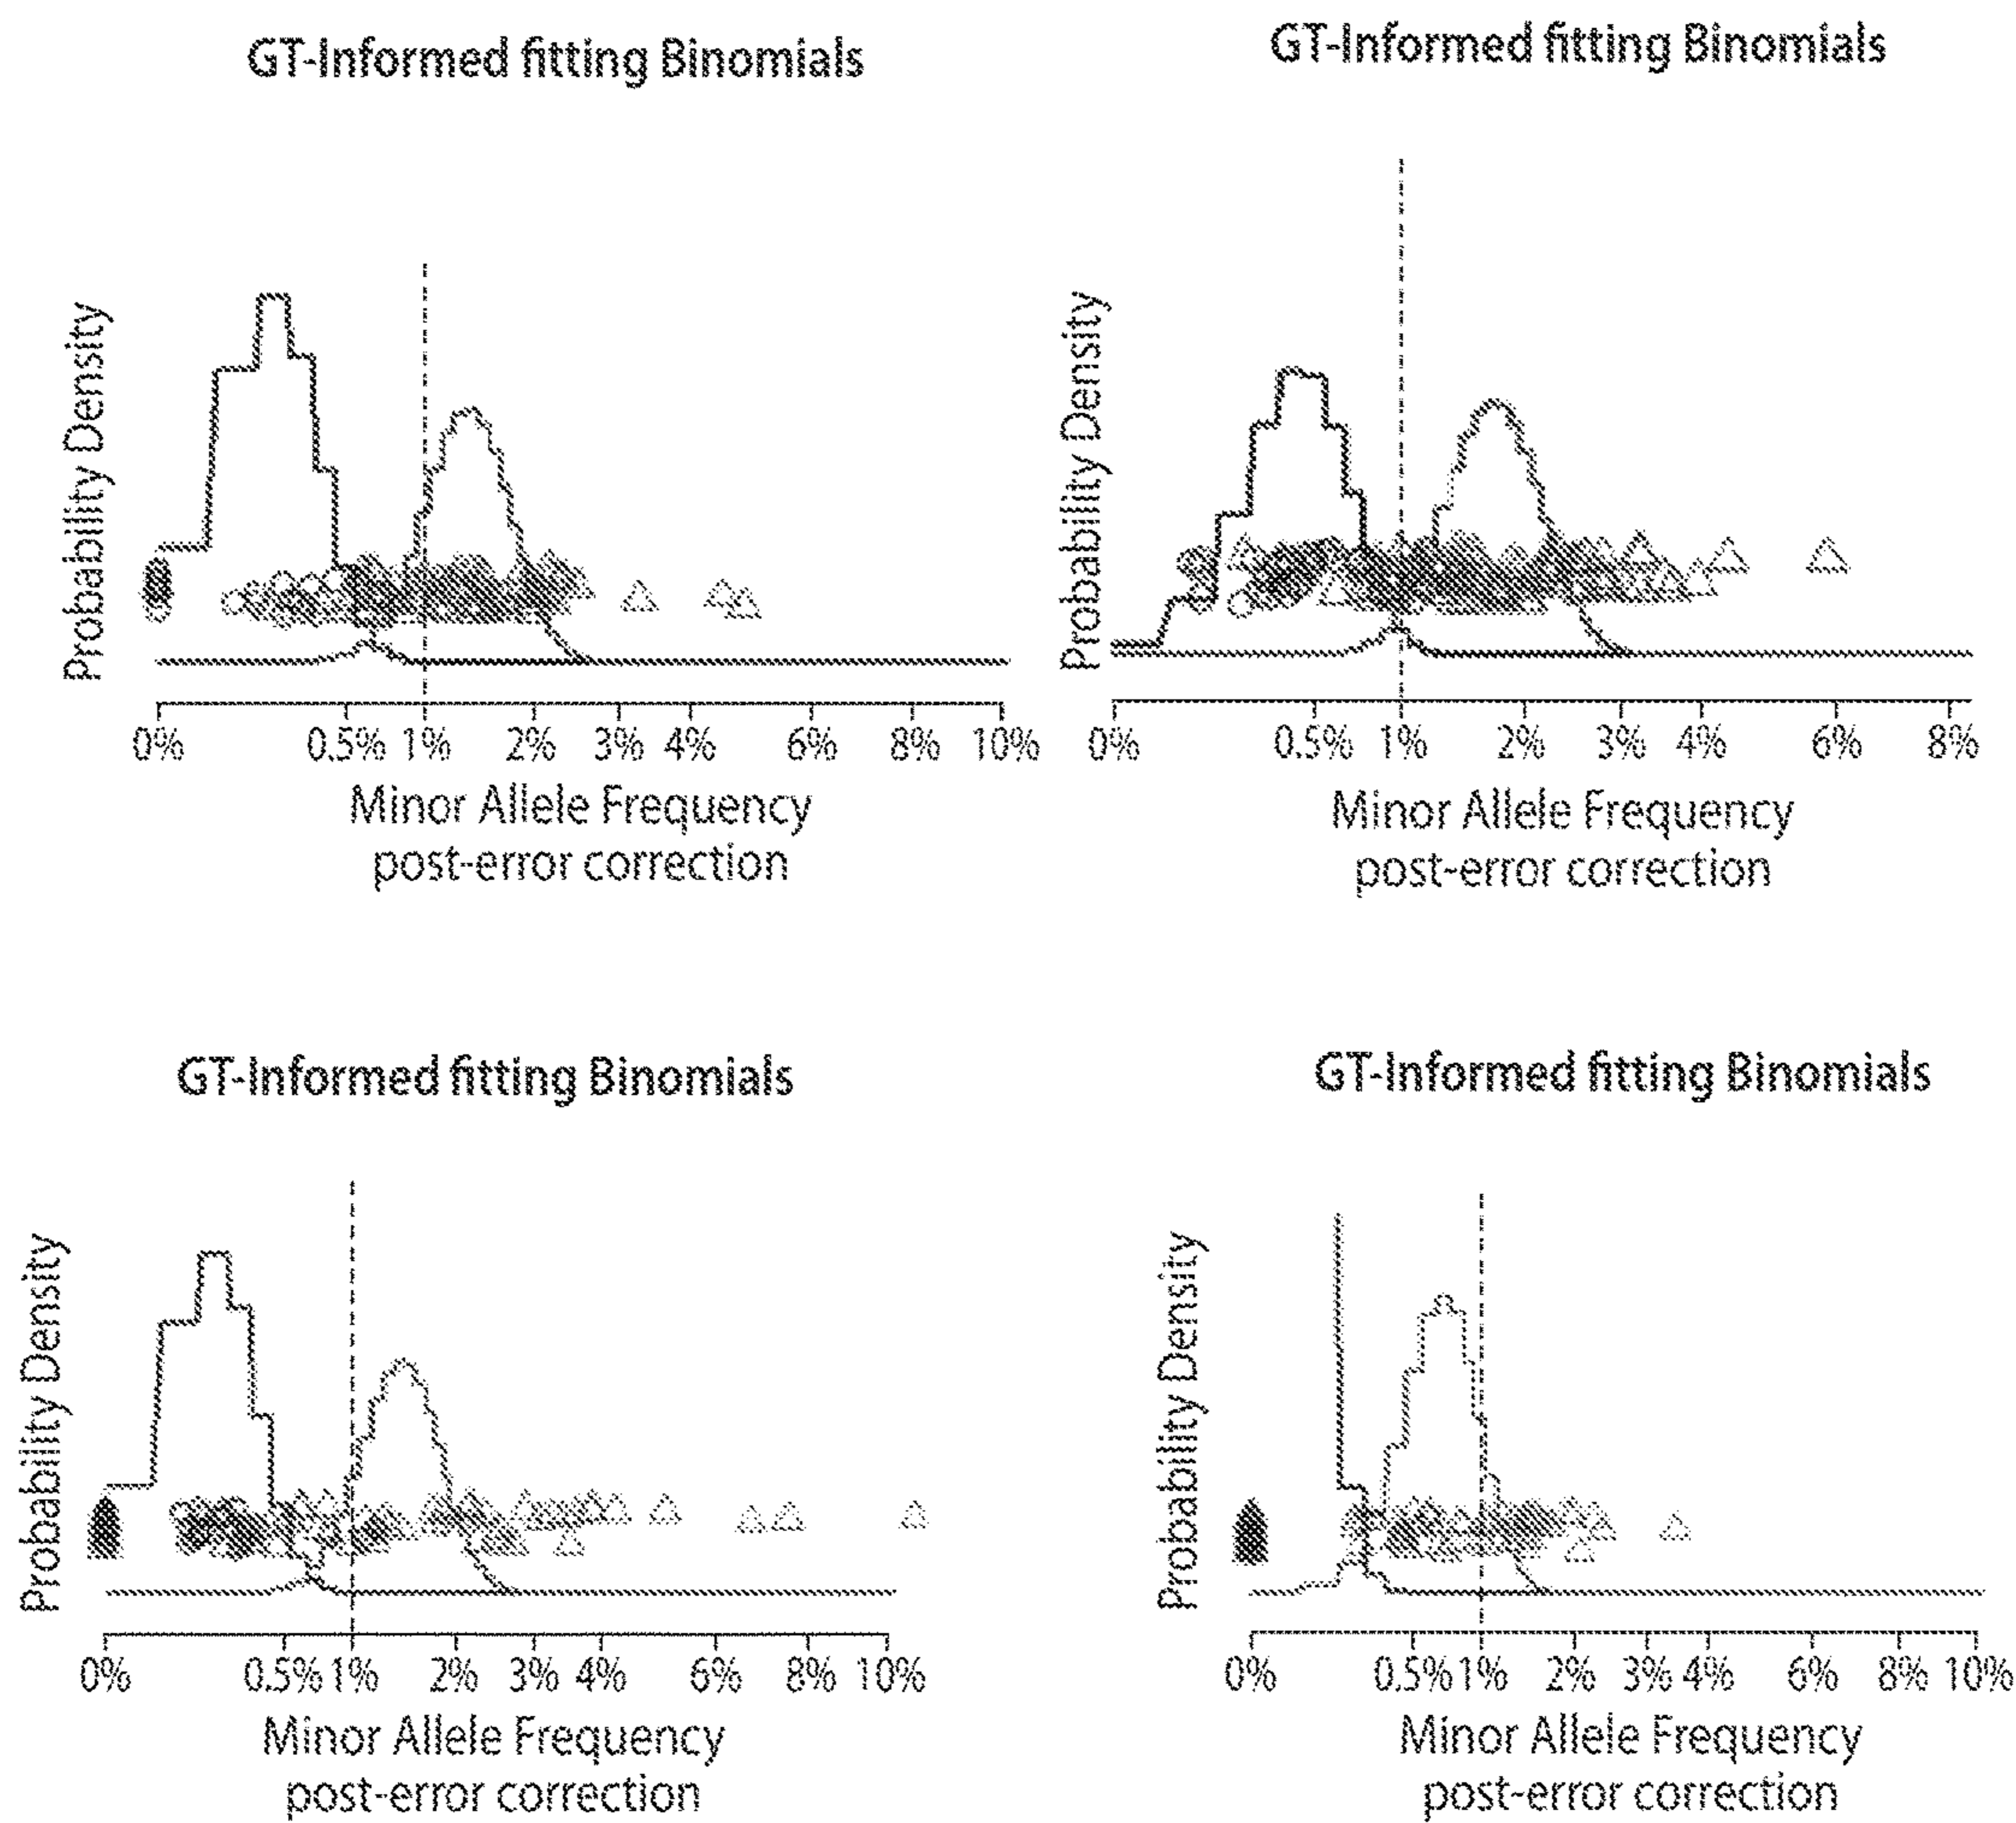 GT-Informed fitting Binomials
Probability Density
0% 0.5% 1% 2% 3% 4% 6% 8% 10%
Minor Allele Frequency
post-error correction
GT-Informed fitting Binomials
Probability Density
0% 0.5% 1% 2% 3% 4% 6% 8%
Minor Allele Frequency
post-error correction
GT-Informed fitting Binomials
Probability Density
0% 0.5% 1% 2% 3% 4% 6% 8% 10%
Minor Allele Frequency
post-error correction
GT-Informed fitting Binomials
Probability Density
0% 0.5% 1% 2% 3% 4% 6% 8% 10%
Minor Allele Frequency
post-error correction